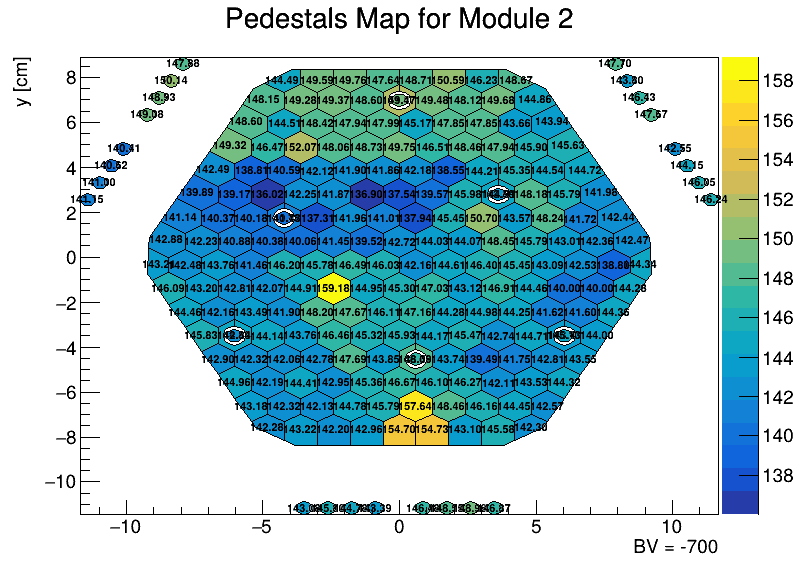 Pedestals Map for Module 2
y [cm]
147.88 147.70
150.14 143.60
144.49 149.59 149.76 147.64 148.71 150.59 146.23 148.67
148.93 146.43
148.15 149.28 149.37 148.60 149.48 148.12 149.68 144.86
149.08 147.67
148.60 144.51 148.42 147.94 147.99 145.17 147.85 143.66 143.94
149.32 146.47 152.07 148.06 148.73 149.75 146.51 148.88 145.90 145.63
140.41 142.55
140.52 144.15
142.49 138.81 140.59 142.12 141.90 141.86 142.18 138.55 144.21 145.35 144.54 144.72
146.05
139.89 139.17 136.02 142.25 141.87 136.90 137.54 139.57 145.98 148.18 145.79 141.98
146.24
141.14 140.37 140.18 137.31 141.96 141.01 137.94 145.45 150.70 143.57 148.24 141.72 142.44
142.88 142.23 140.88 140.38 140.06 141.45 139.52 142.72 144.03 144.07 148.45 145.79 143.01 142.36 142.47
142.48 143.76 141.46 146.20 145.78 146.49 146.03 142.16 144.61 146.40 145.45 143.09 142.53 144.34
146.09 143.20 142.81 142.07 144.91 159.18 144.95 145.30 147.03 143.12 146.91 144.46 140.00 140.00 144.28
144.46 142.16 143.49 141.90 148.20 147.67 146.11 147.16 144.28 144.09 144.25 141.62 141.60 144.36
145.83 142.14 143.76 146.46 145.32 145.93 144.17 145.47 142.74 144.71 144.00
142.90 142.32 142.06 142.78 147.69 143.85 143.74 139.49 141.75 142.81 143.55
144.96 142.19 144.41 142.95 145.36 146.67 146.10 146.27 142.11 143.53 144.32
143.18 142.32 142.13 144.78 145.79 157.64 148.46 146.16 144.45 142.57
142.28 143.22 142.20 142.96 154.70 154.73 143.10 145.58 142.30
8
6
4
2
0
−2
−4
−6
−8
−10
−10 −5 0 5 10
158
156
154
152
150
148
146
144
142
140
138
BV = -700